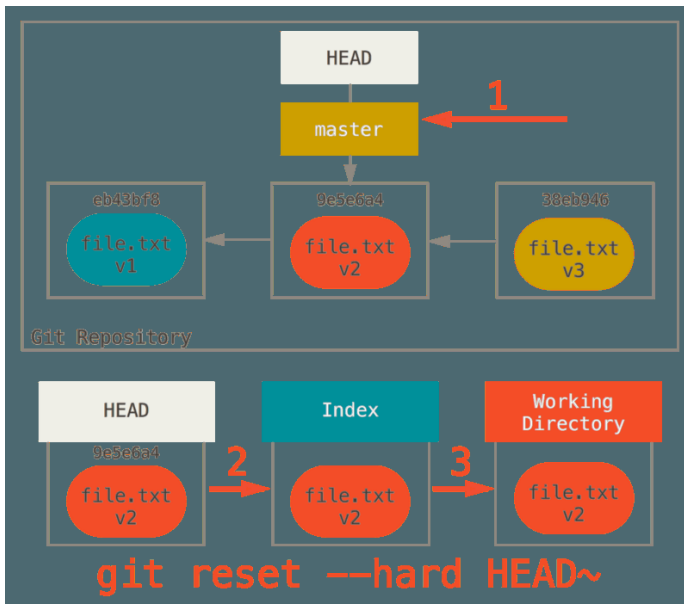 HEAD
1
master
eb43bf8
9e5e6a4
38eb946
file.txt
v1
file.txt
v2
file.txt
v3
Git Repository
HEAD
Index
Working
Directory
9e5e6a4
2
3
file.txt
v2
file.txt
v2
file.txt
v2
git reset --hard HEAD~